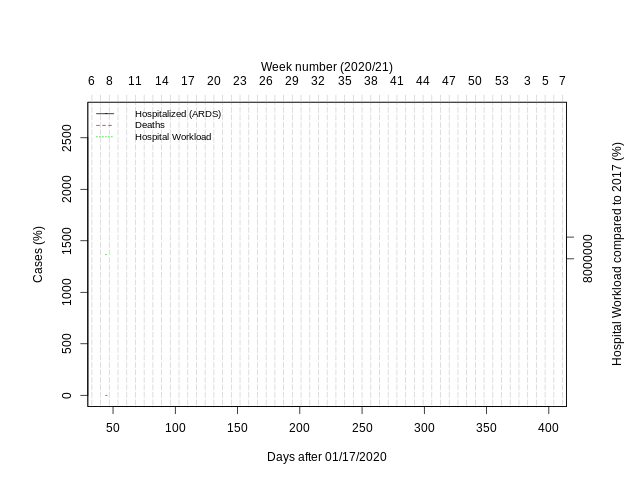 Week number (2020/21)
6 8 11 14 17 20 23 26 29 32 35 38 41 44 47 50 53 3 5 7
Hospitalized (ARDS)
Deaths
Hospital Workload
Cases (%)
2500
2000
1500
1000
500
0
8000000
Hospital Workload compared to 2017 (%)
50 100 150 200 250 300 350 400
Days after 01/17/2020